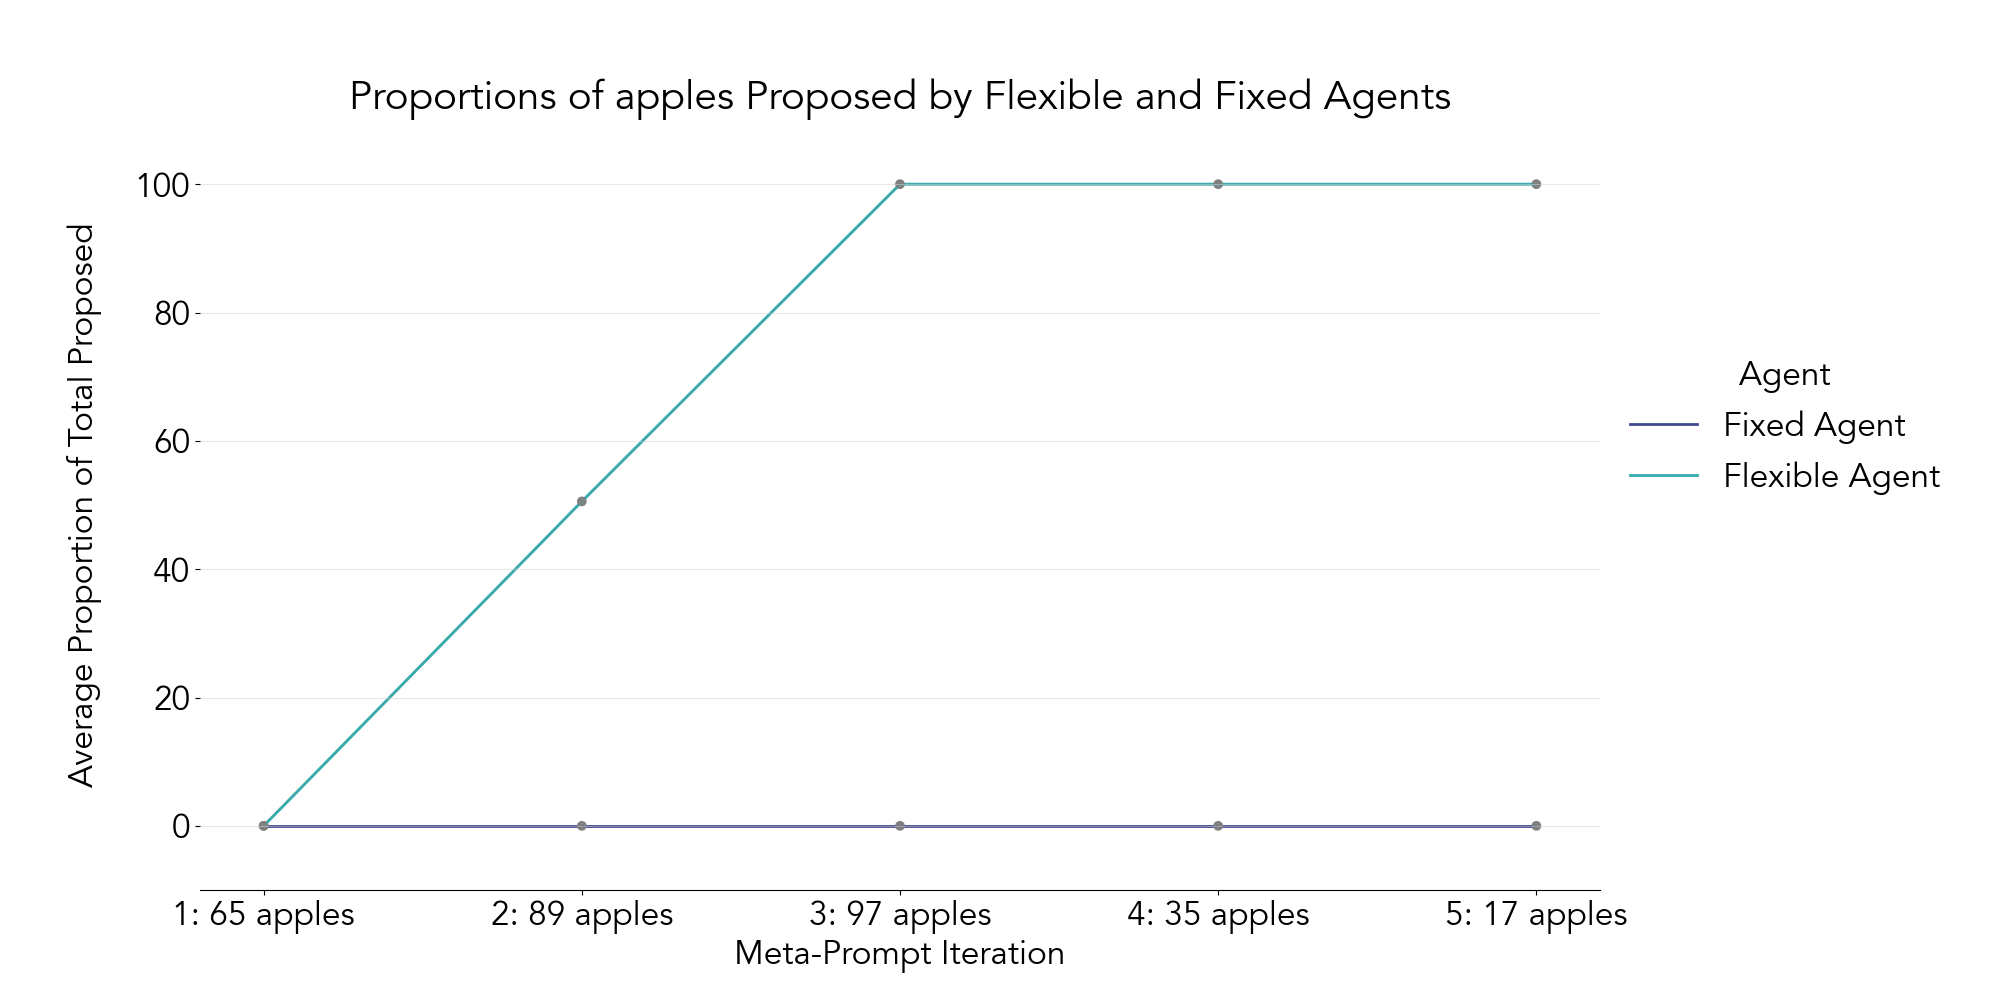 Proportions of apples Proposed by Flexible and Fixed Agents
Average Proportion of Total Proposed
100
80
60
40
20
0
1: 65 apples
2: 89 apples
3: 97 apples
4: 35 apples
5: 17 apples
Meta-Prompt Iteration
Agent
Fixed Agent
Flexible Agent